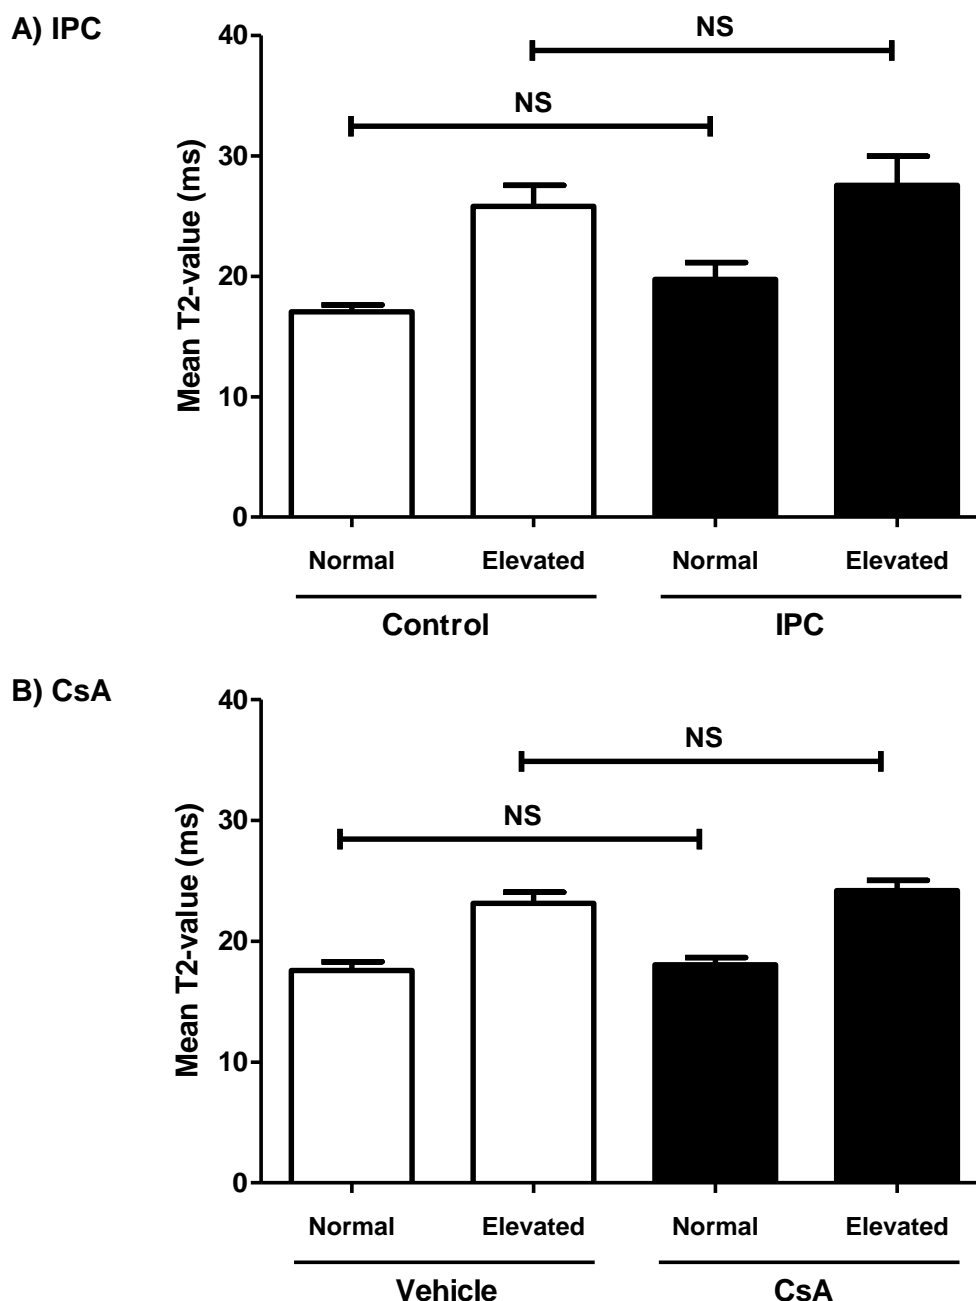 A) IPC
Mean T2-value (ms)
40
30
20
10
0
NS
NS
Normal Elevated Normal Elevated
Control IPC
B) CsA
Mean T2-value (ms)
40
30
20
10
0
NS
NS
Normal Elevated Normal Elevated
Vehicle CsA